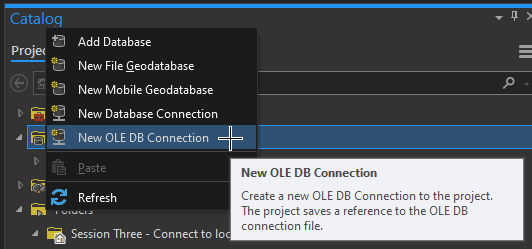 Catalog
Projec
Add Database
New File Geodatabase
New Mobile Geodatabase
New Database Connection
New OLE DB Connection
Paste
Refresh
New OLE DB Connection
Create a new OLE DB Connection to the project.
The project saves a reference to the OLE DB
connection file.
Folders
Session Three - Connect to loc